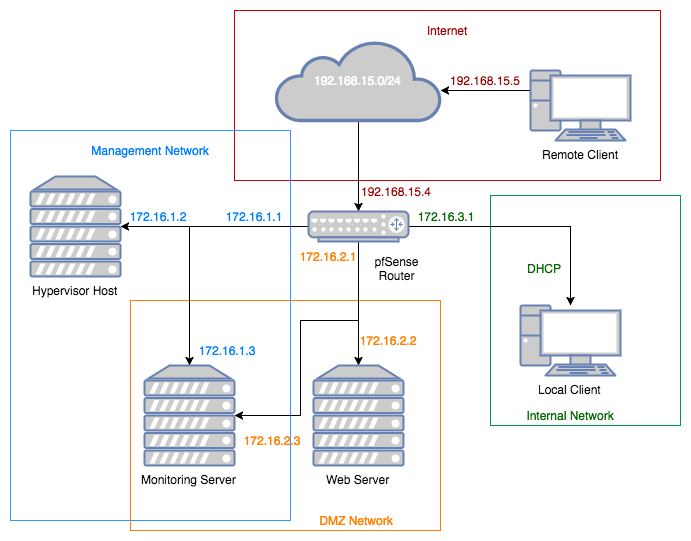 Internet
192.168.15.0/24
192.168.15.5
Remote Client
Management Network
192.168.15.4
172.16.1.2
172.16.1.1
172.16.3.1
172.16.2.1
pfSense
Router
DHCP
Hypervisor Host
172.16.1.3
172.16.2.2
Local Client
Internal Network
172.16.2.3
Monitoring Server
Web Server
DMZ Network